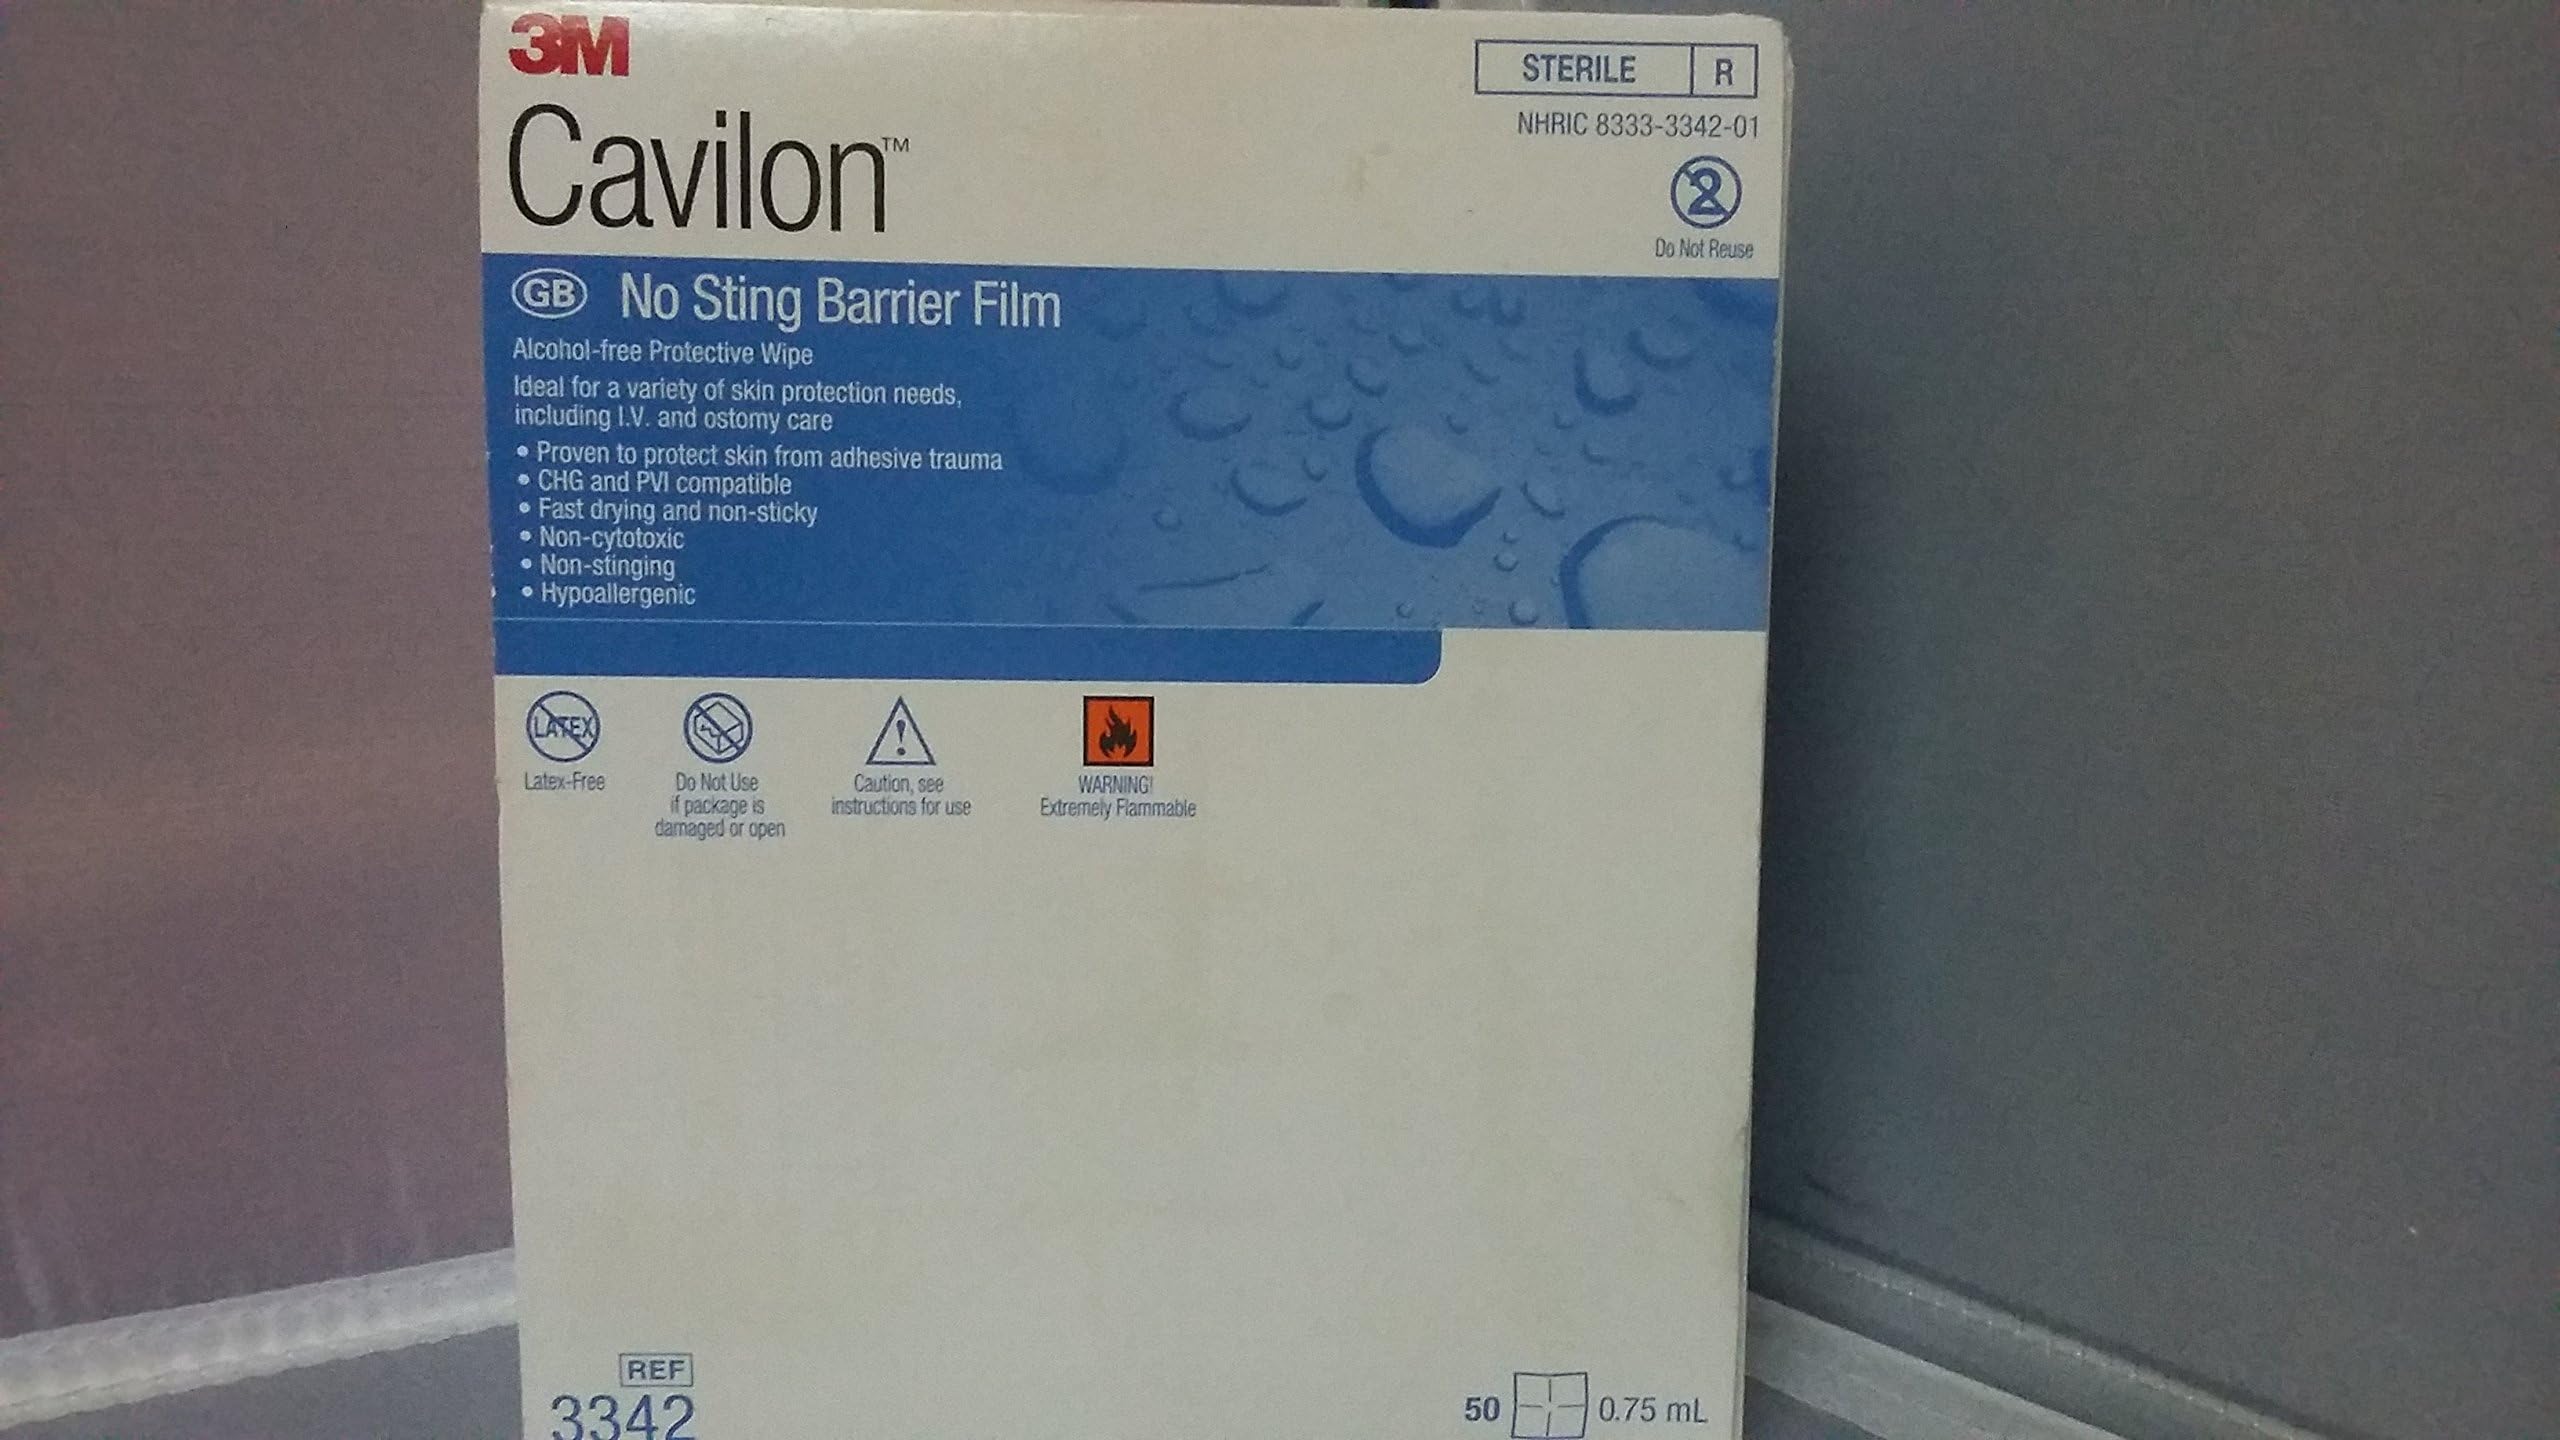 3M
STERILE R
NHRIC 8333-3342-01
Cavilon™
2
Do Not Reuse
GB No Sting Barrier Film
Alcohol-free Protective Wipe
Ideal for a variety of skin protection needs,
including I.V. and ostomy care
• Proven to protect skin from adhesive trauma
• CHG and PVI compatible
• Fast drying and non-sticky
• Non-cytotoxic
• Non-stinging
• Hypoallergenic
LATEX
Latex-Free
Do Not Use
if package is
damaged or open
!
Caution, see
instructions for use
WARNING!
Extremely Flammable
REF
3342
50 0.75 mL